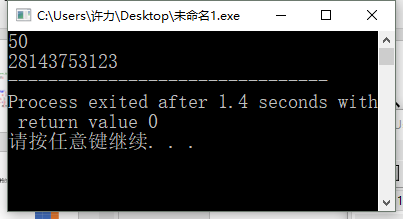 C:\Users\许力\Desktop\未命名1.exe
50
28143753123
--------------------------------
Process exited after 1.4 seconds with
 return value 0
请按任意键继续. . .